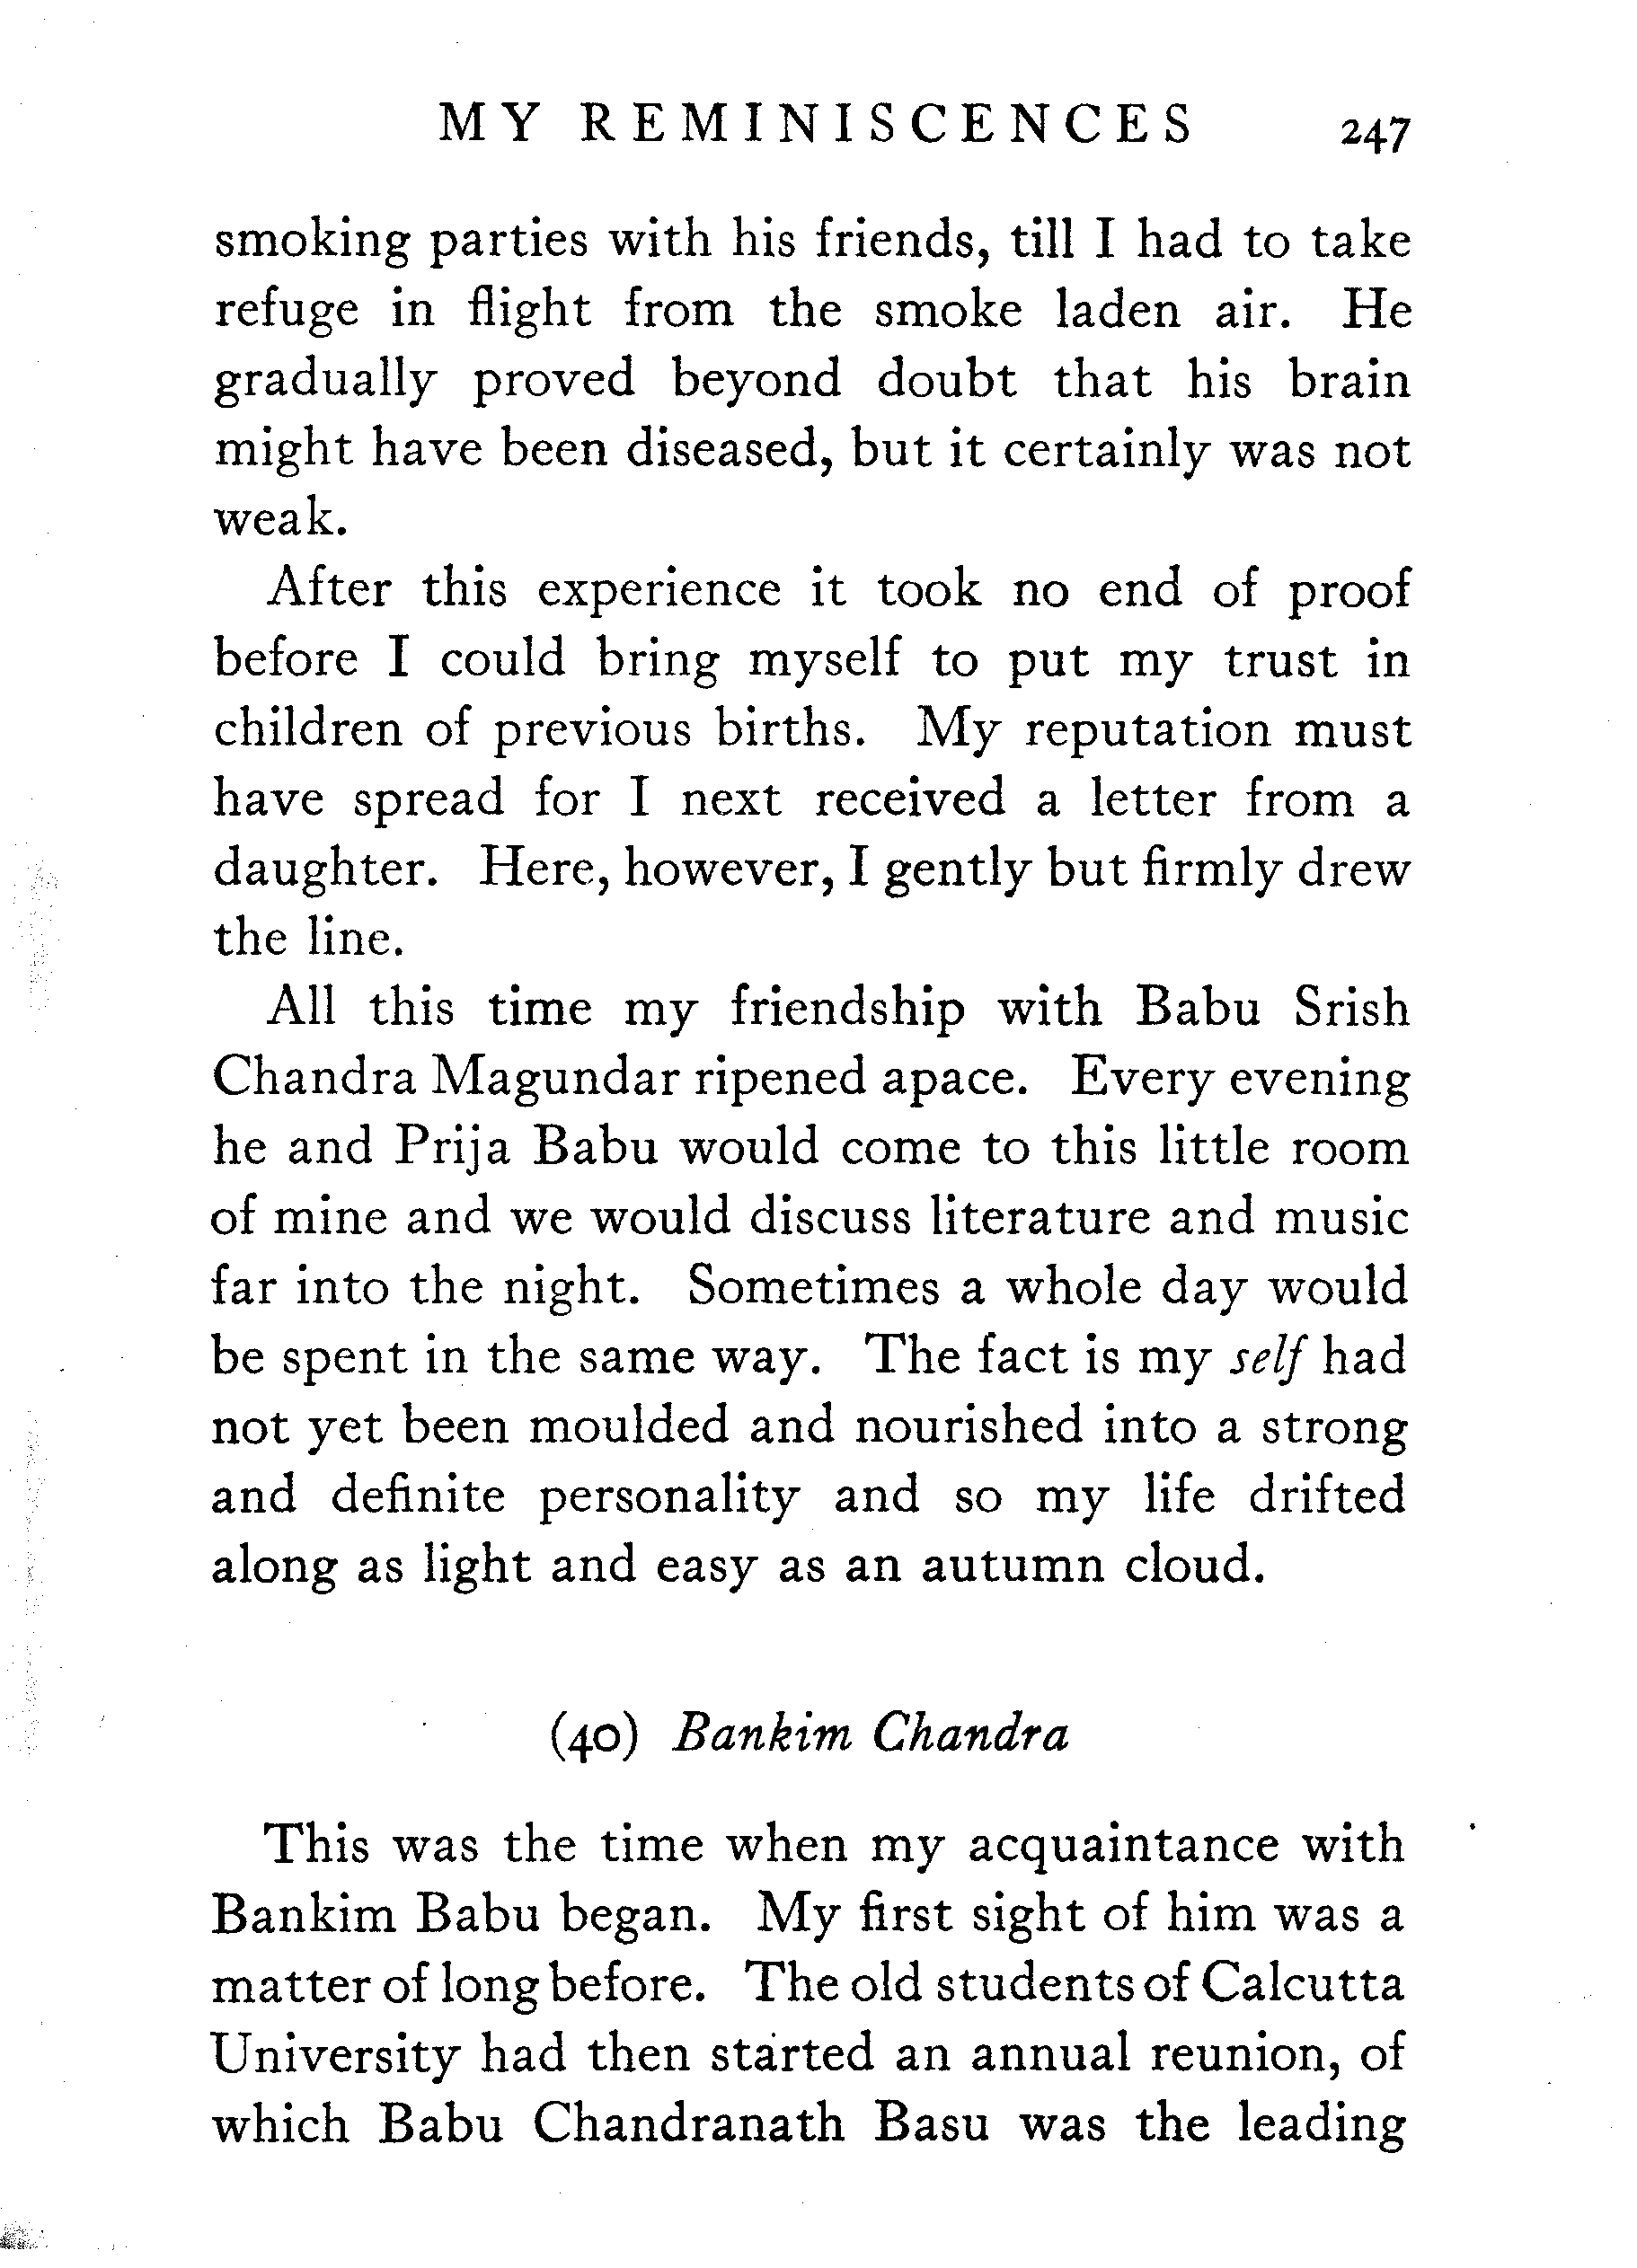 MY REMINISCENCES 247
smoking parties with his friends, till I had to take
refuge in flight from the smoke laden air. He
gradually proved beyond doubt that his brain
might have been diseased, but it certainly was not
weak.
After this experience it took no end of proof
before I could bring myself to put my trust in
children of previous births. My reputation must
have spread for I next received a letter from a
daughter. Here, however, I gently but firmly drew
the line.
All this time my friendship with Babu Srish
Chandra Magundar ripened apace. Every evening
he and Prija Babu would come to this little room
of mine and we would discuss literature and music
far into the night. Sometimes a whole day would
be spent in the same way. The fact is my self had
not yet been moulded and nourished into a strong
and definite personality and so my life drifted
along as light and easy as an autumn cloud.
(40) Bankim Chandra
This was the time when my acquaintance with
Bankim Babu began. My first sight of him was a
matter of long before. The old students of Calcutta
University had then started an annual reunion, of
which Babu Chandranath Basu was the leading